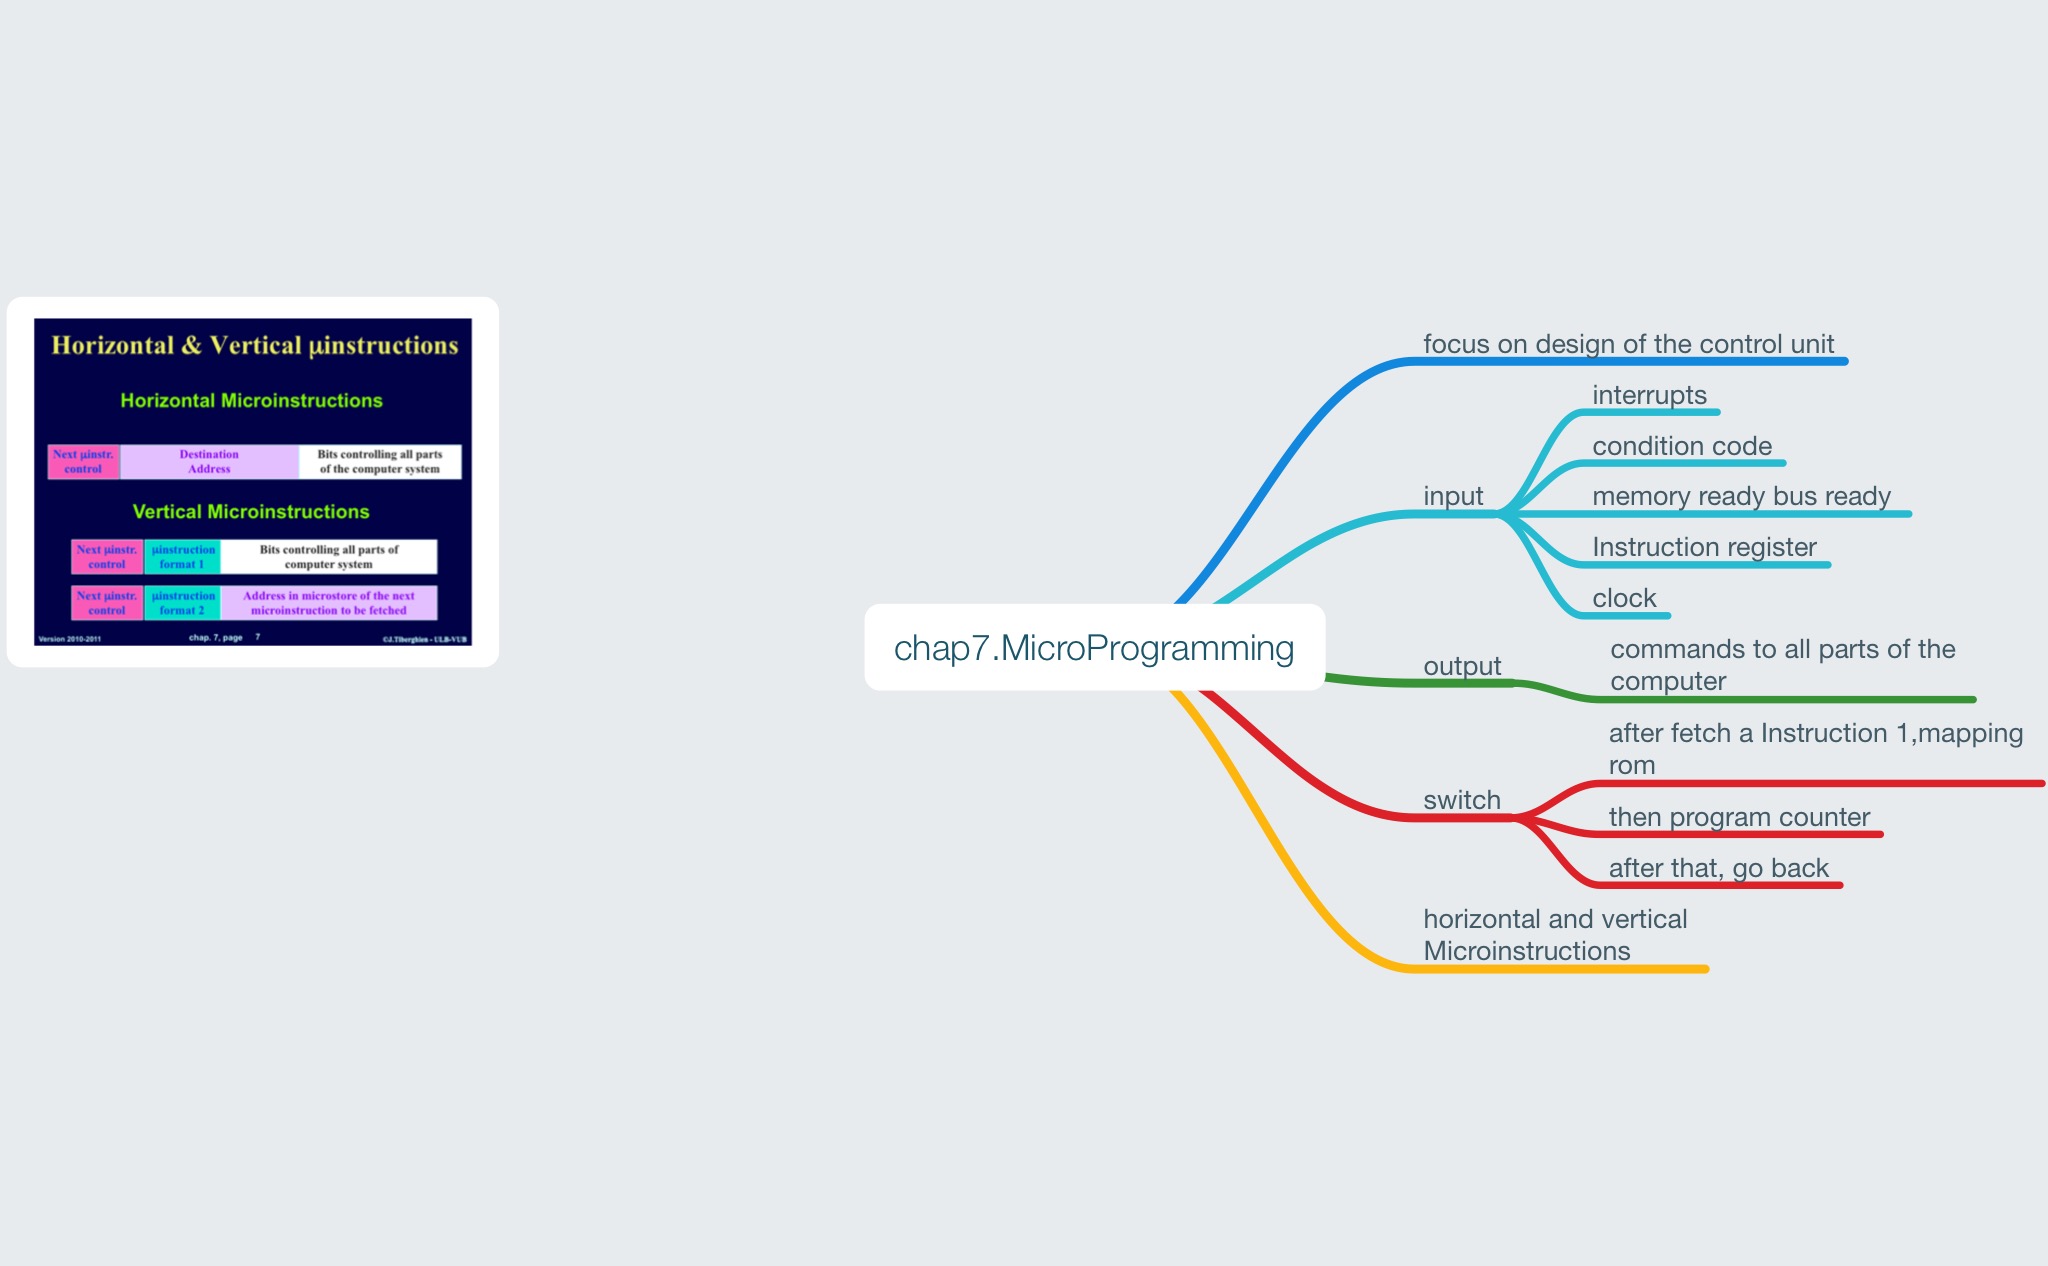 Horizontal & Vertical µinstructions
Horizontal Microinstructions
Next µinstr.
control
Destination
Address
Bits controlling all parts
of the computer system
Vertical Microinstructions
Next µinstr.
control
µinstruction
format 1
Bits controlling all parts of
computer system
Next µinstr.
control
µinstruction
format 2
Address in microstore of the next
microinstruction to be fetched
Version 2010-2011
chap. 7, page 7
©J.Tiberghien - ULB-VUB
chap7.MicroProgramming
focus on design of the control unit
input
interrupts
condition code
memory ready bus ready
Instruction register
clock
output
commands to all parts of the
computer
switch
after fetch a Instruction 1,mapping
rom
then program counter
after that, go back
horizontal and vertical
Microinstructions